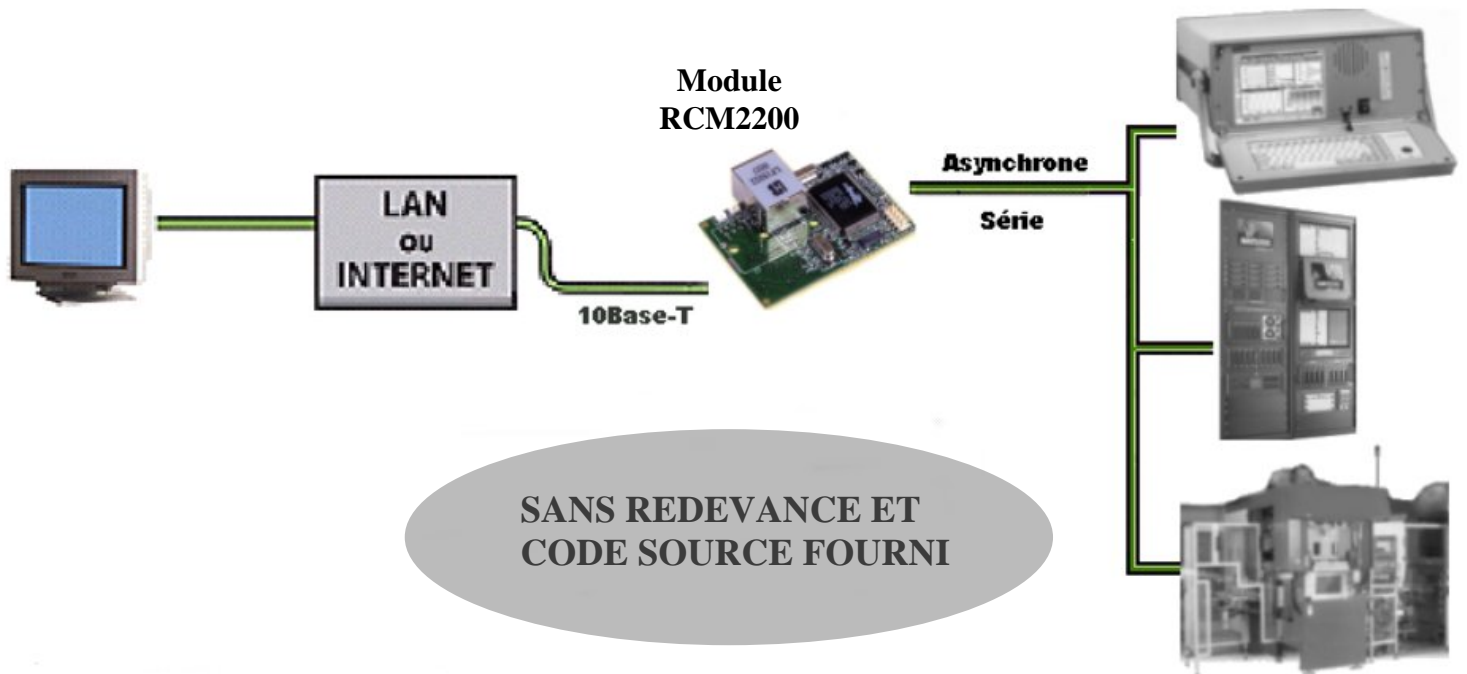 Module
RCM2200
Asynchrone
Série
LAN
ou
INTERNET
10Base-T
SANS REDEVANCE ET
CODE SOURCE FOURNI